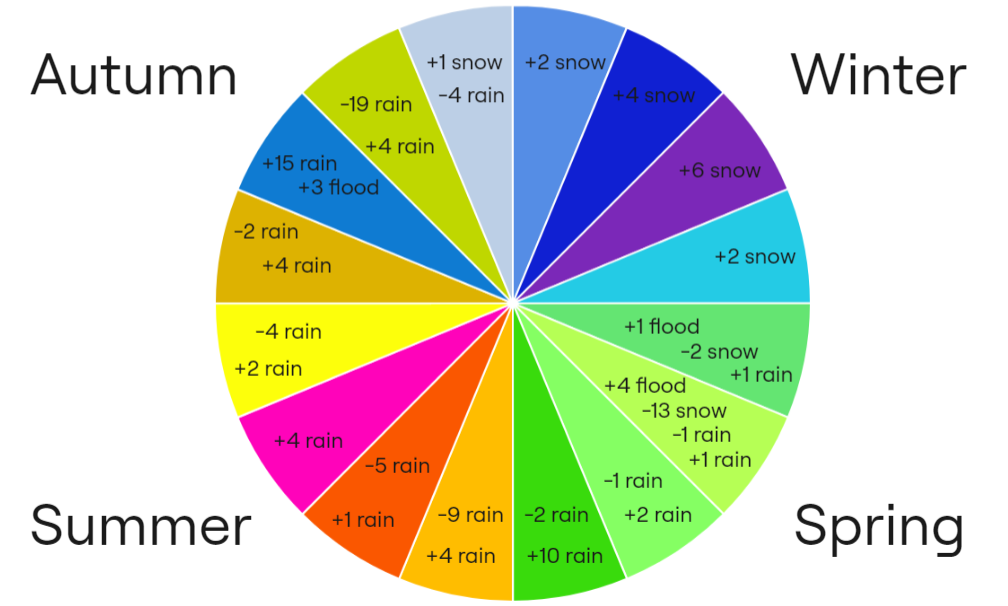 Autumn
Winter
+1 snow
-4 rain
+2 snow
+4 snow
+6 snow
+2 snow
+1 flood
-2 snow
+1 rain
+4 flood
-13 snow
-1 rain
+1 rain
-1 rain
+2 rain
-2 rain
+10 rain
-9 rain
+4 rain
-5 rain
+1 rain
+4 rain
-4 rain
+2 rain
-2 rain
+4 rain
+15 rain
+3 flood
-19 rain
+4 rain
Summer
Spring